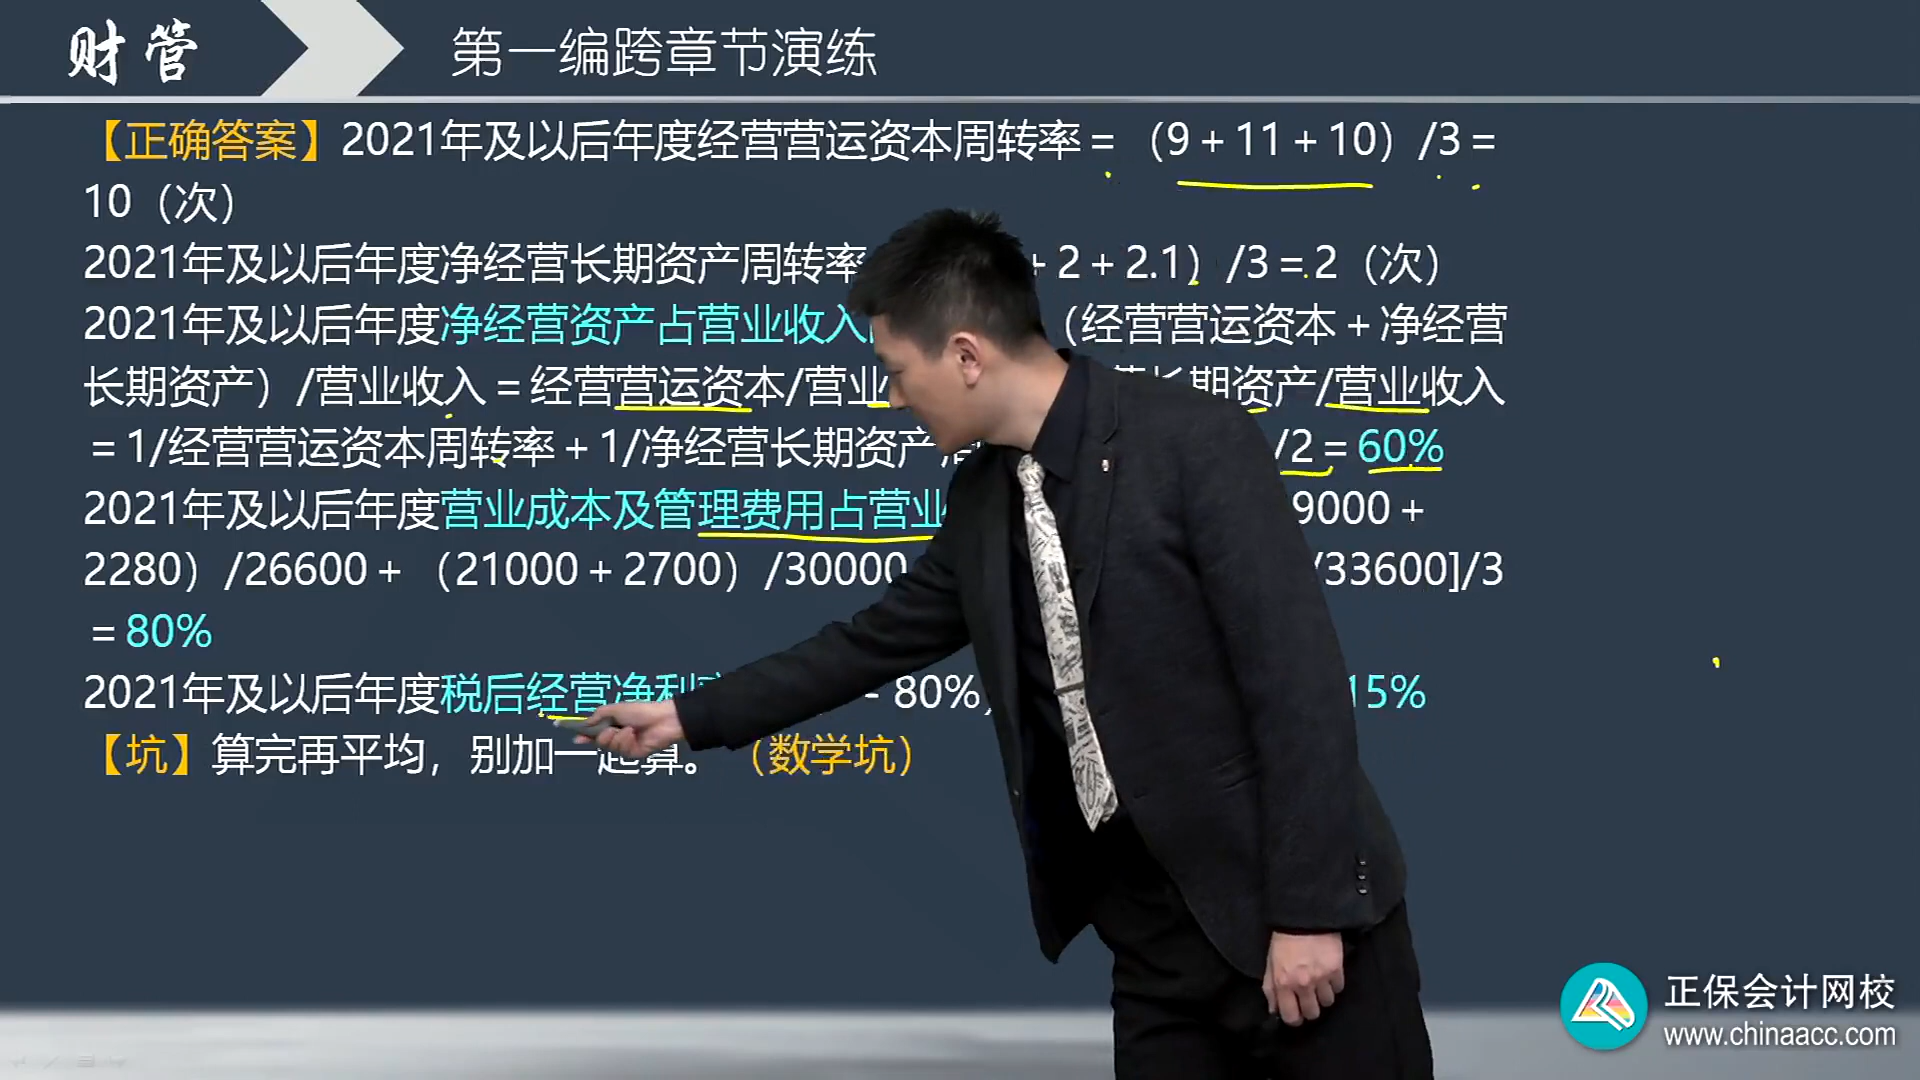 财管
第一编跨章节演练
【正确答案】2021年及以后年度经营营运资本周转率＝（9＋11＋10）/3＝
10（次）
2021年及以后年度净经营长期资产周转率 ＋2＋2.1）/3＝2（次）
2021年及以后年度净经营资产占营业收入 （经营营运资本＋净经营
长期资产）/营业收入＝经营营运资本/营业 长期资产/营业收入
＝1/经营营运资本周转率＋1/净经营长期资产 /2＝60%
2021年及以后年度营业成本及管理费用占营业 9000＋
2280）/26600＋（21000＋2700）/30000 /33600]/3
＝80%
2021年及以后年度税后经营净利 －80% 15%
【坑】算完再平均，别加一起算。（数学坑）
正保会计网校
www.chinaacc.com